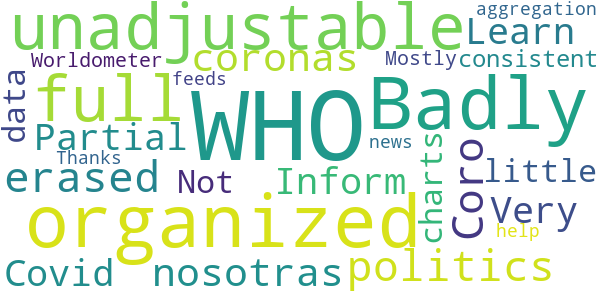 aggregation
unadjustable
Learn
Worldometer
coronas
Mostly
consistent
data
full
feeds
WHO
Badly
Partial
charts
news
Coro
little
Thanks
erased
Not
Inform
organized
Very
help
Covid
nosotras
politics